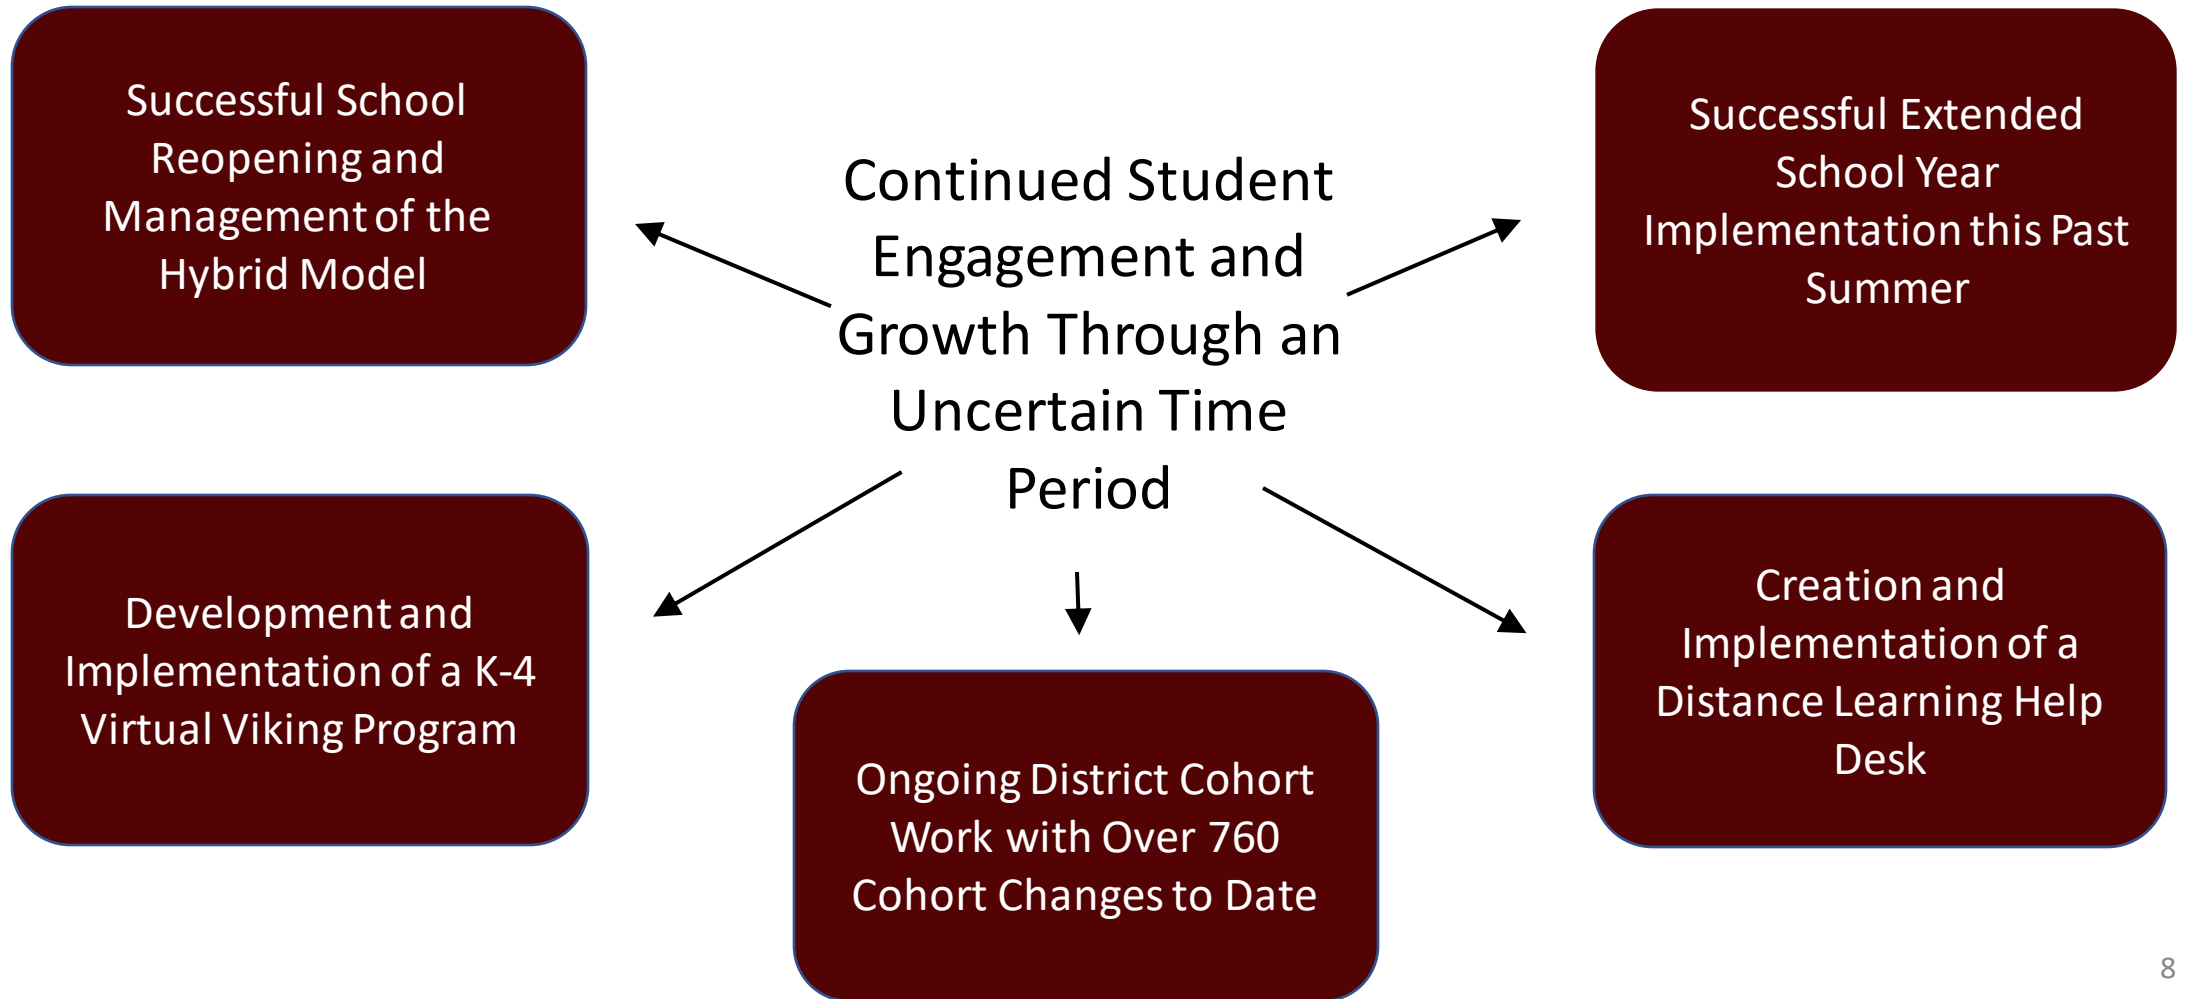 Successful School
Reopening and
Management of the
Hybrid Model
Continued Student
Engagement and
Growth Through an
Uncertain Time
Period
Successful Extended
School Year
Implementation this Past
Summer
Development and
Implementation of a K-4
Virtual Viking Program
Ongoing District Cohort
Work with Over 760
Cohort Changes to Date
Creation and
Implementation of a
Distance Learning Help
Desk
8